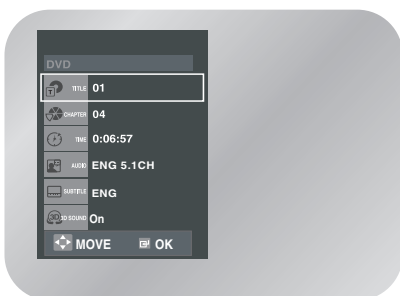 DVD
TITLE 01
CHAPTER 04
TIME 0:06:57
AUDIO ENG 5.1CH
SUBTITLE ENG
3D SOUND On
MOVE OK